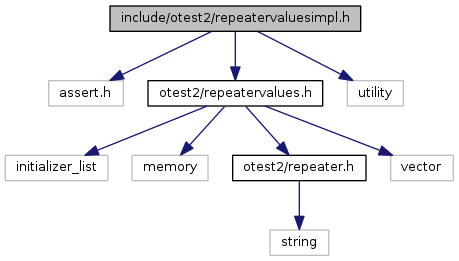 include/otest2/repeatervaluesimpl.h
assert.h
otest2/repeatervalues.h
utility
initializer_list
memory
otest2/repeater.h
vector
string